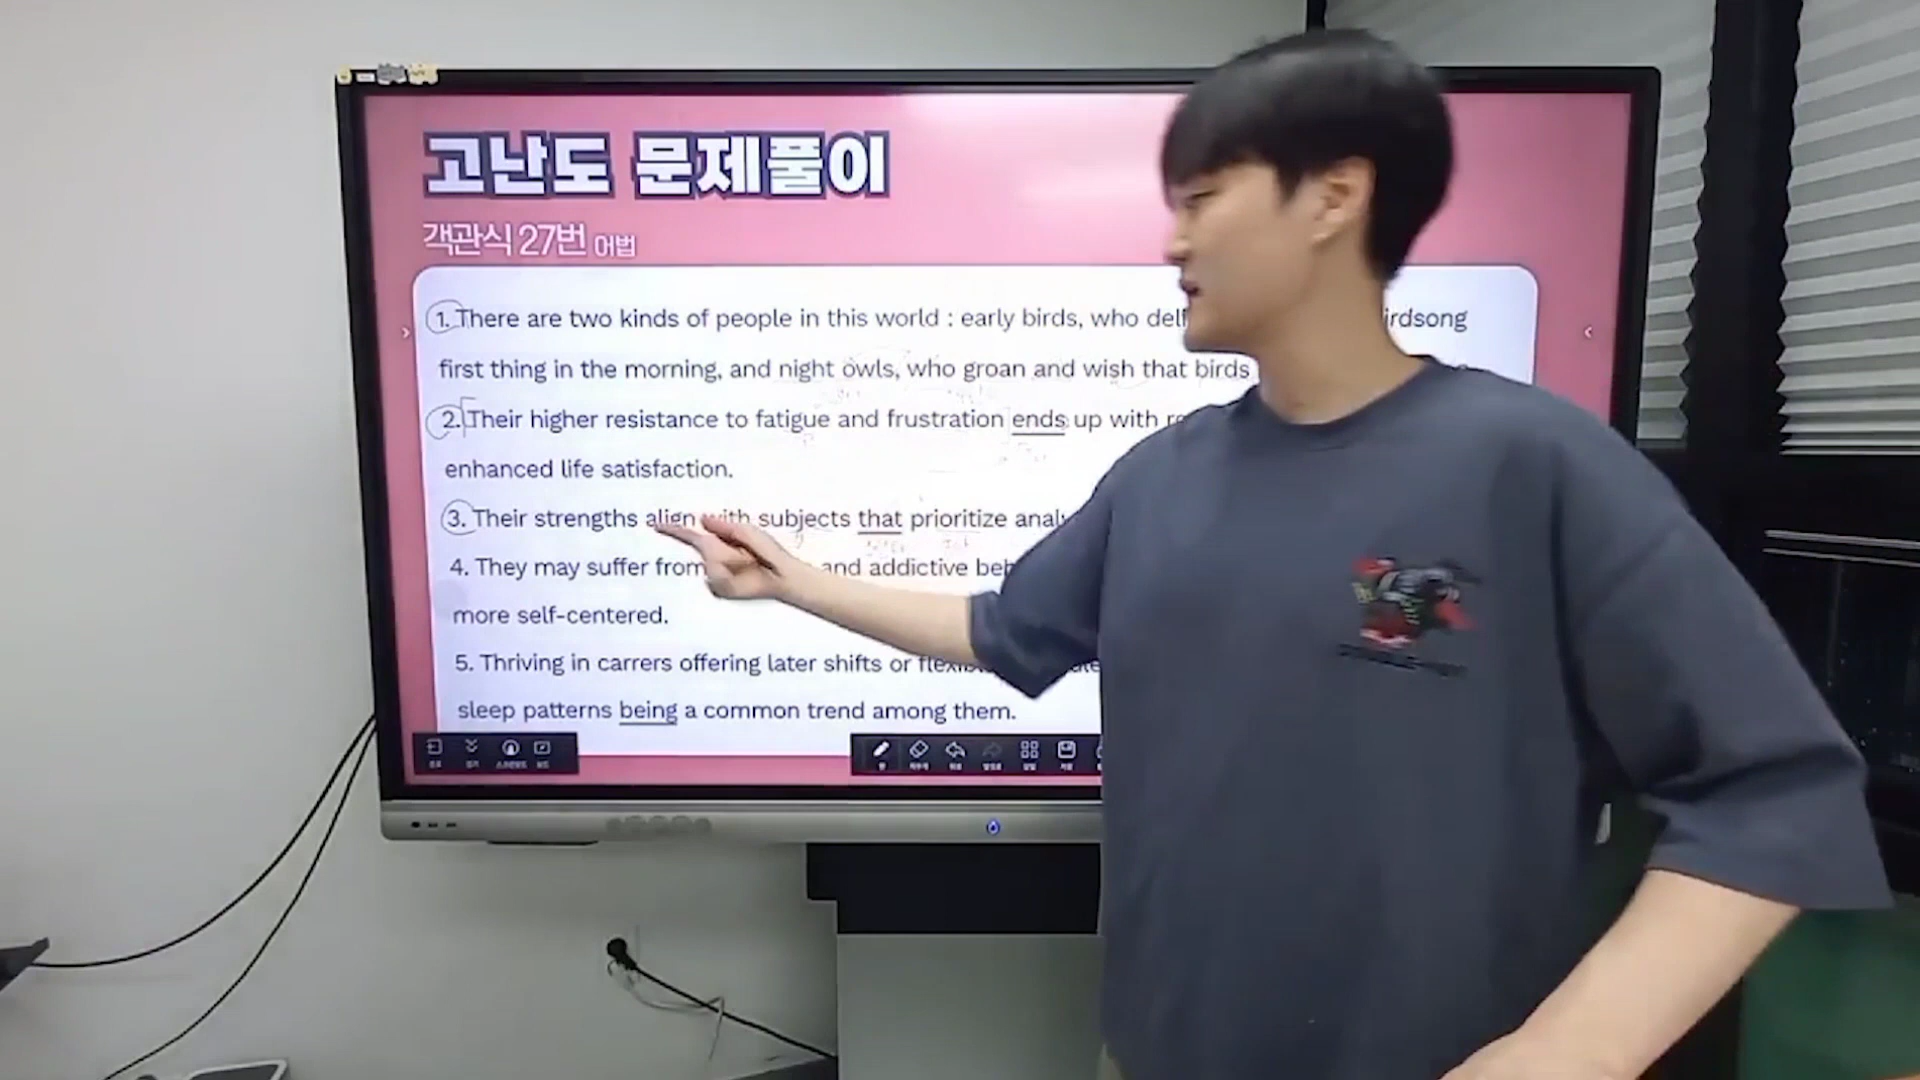 고난도 문제풀이
객관식 27번 어법
1. There are two kinds of people in this world : early birds, who
first thing in the morning, and night owls, who groan and wish that birds
2. Their higher resistance to fatigue and frustration ends up with
enhanced life satisfaction.
3. Their strengths align with subjects that prioritize
4. They may suffer from and addictive
more self-centered.
5. Thriving in carrers offering later shifts or
sleep patterns being a common trend among them.